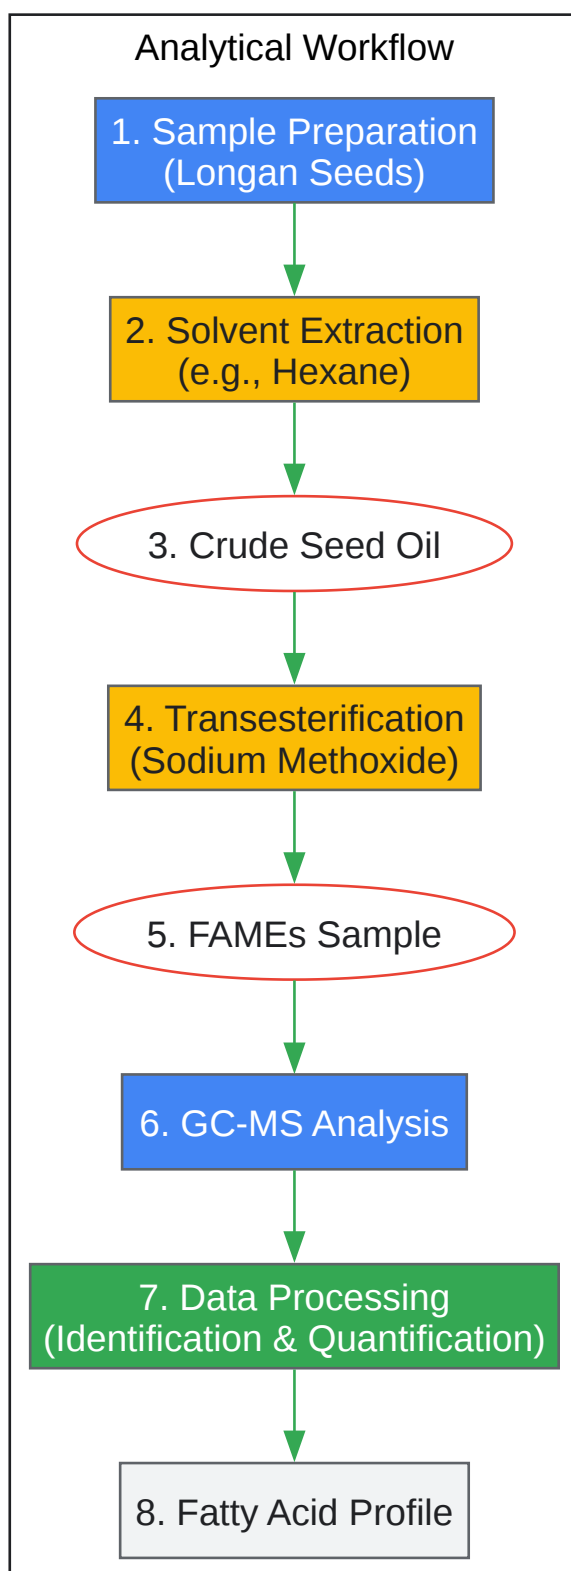 Analytical Workflow
1. Sample Preparation
(Longan Seeds)
2. Solvent Extraction
(e.g., Hexane)
3. Crude Seed Oil
4. Transesterification
(Sodium Methoxide)
5. FAMEs Sample
6. GC-MS Analysis
7. Data Processing
(Identification & Quantification)
8. Fatty Acid Profile